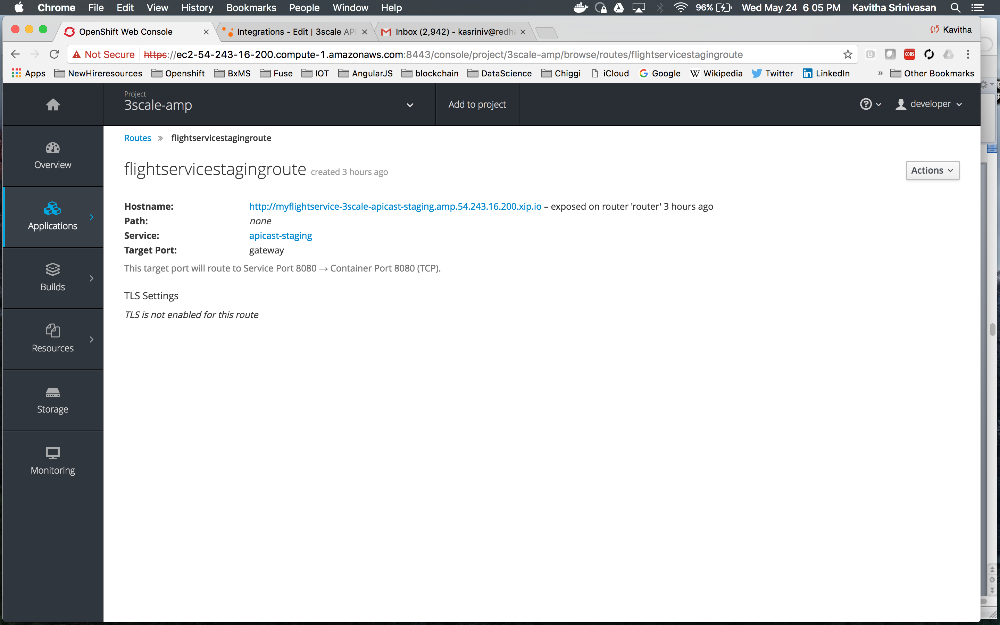 Chrome File Edit View History Bookmarks People Window Help 96% Wed May 24 6 05 PM Kavitha Srinivasan
OpenShift Web Console Integrations - Edit | 3scale API Inbox (2,942) - kasriniv@redha Kavitha
Not Secure https://ec2-54-243-16-200.compute-1.amazonaws.com:8443/console/project/3scale-amp/browse/routes/flightservicestagingroute CORS
Apps NewHireresources Openshift BxMS Fuse IOT AngularJS blockchain DataScience Chiggi iCloud Google Wikipedia Twitter LinkedIn » Other Bookmarks
Project
3scale-amp
Add to project
developer
Routes » flightservicestagingroute
Overview
flightservicestagingroute created 3 hours ago
Actions
Hostname: http://myflightservice-3scale-apicast-staging.amp.54.243.16.200.xip.io – exposed on router 'router' 3 hours ago
Path: none
Applications
Service: apicast-staging
Target Port: gateway
This target port will route to Service Port 8080 → Container Port 8080 (TCP).
Builds
TLS Settings
TLS is not enabled for this route
Resources
Storage
Monitoring